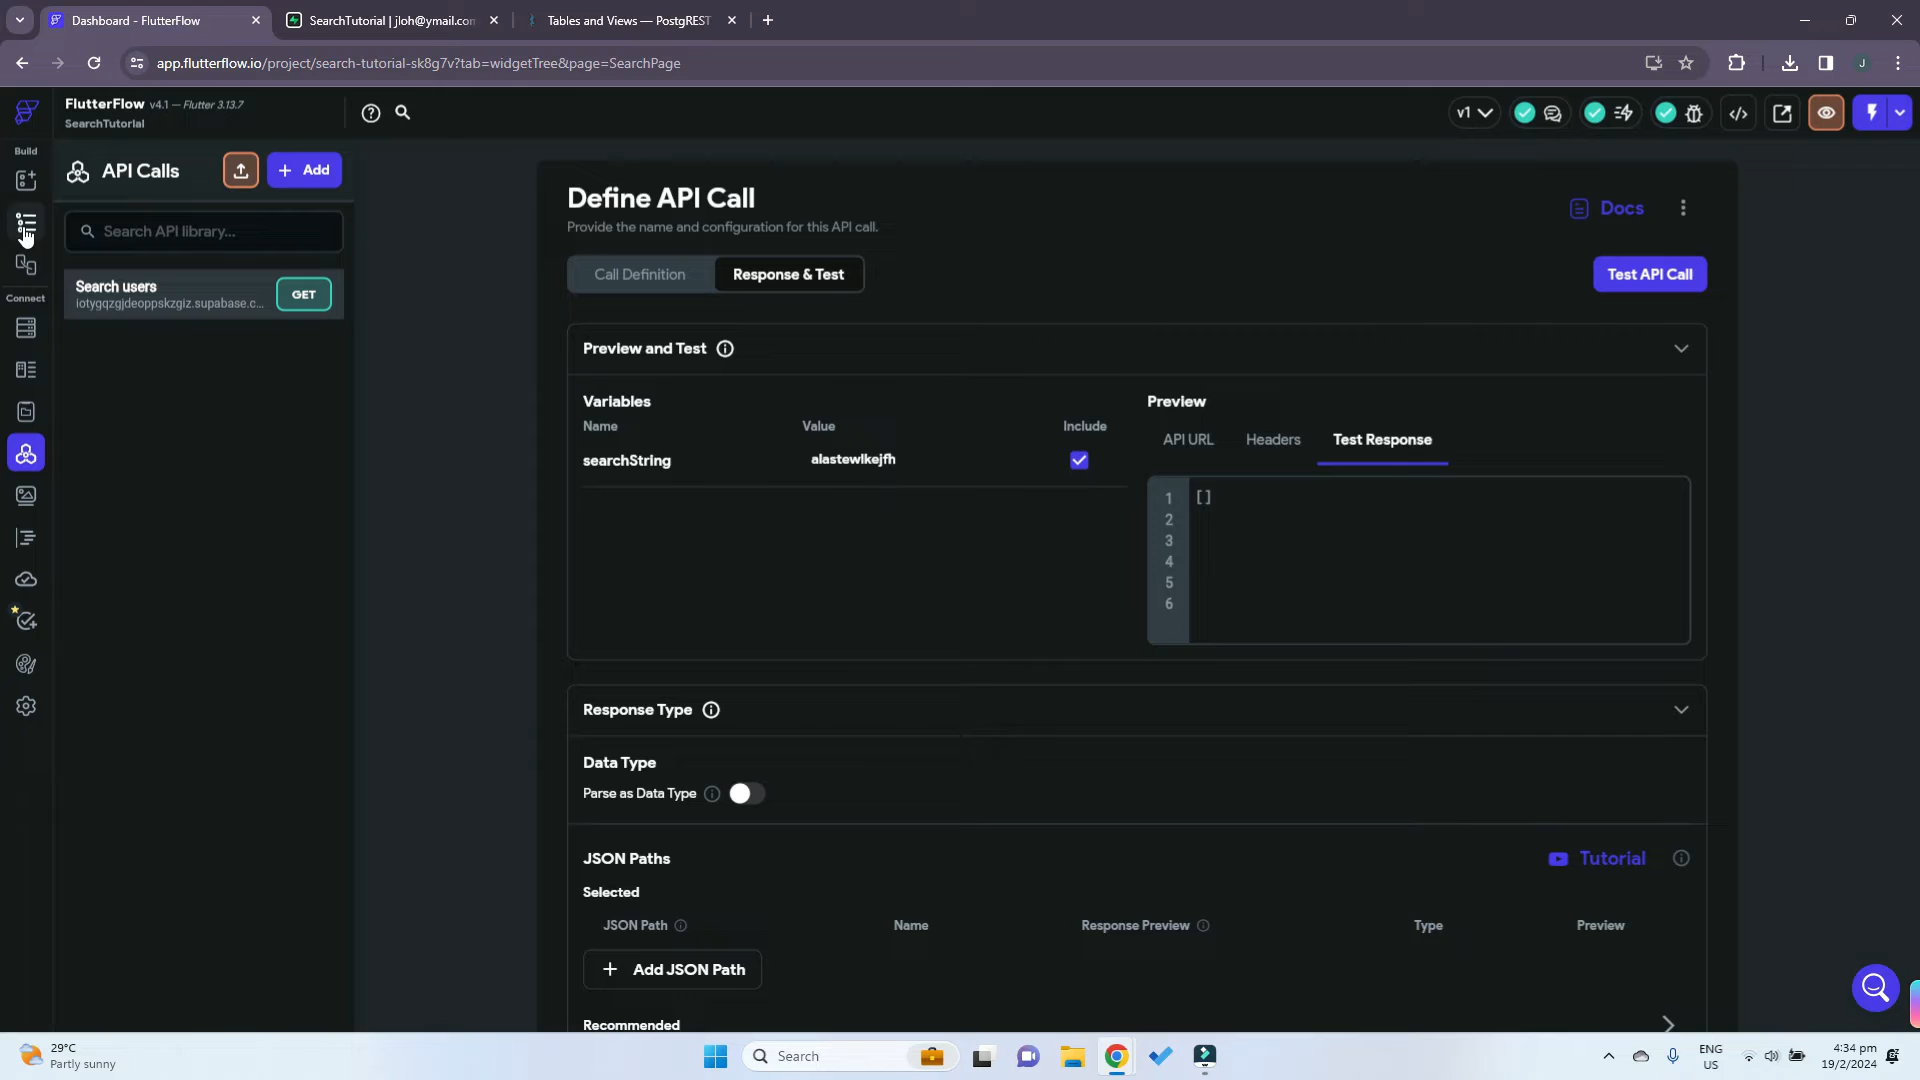 Dashboard - FlutterFlow
SearchTutorial | jloh@ymail.con
Tables and Views — PostgREST
app.flutterflow.io/project/search-tutorial-sk8g7v?tab=widgetTree&page=SearchPage
J
FlutterFlow v4.1 — Flutter 3.13.7
SearchTutorial
v1
Build
API Calls
Add
Search API library...
Search users
iotygqzgjdeoppskzgiz.supabase.c...
GET
Connect
Define API Call
Provide the name and configuration for this API call.
Docs
Call Definition
Response & Test
Test API Call
Preview and Test
Variables
Name
Value
Include
searchString
alastewlkejfh
Preview
API URL
Headers
Test Response
1
[]
2
3
4
5
6
Response Type
Data Type
Parse as Data Type
JSON Paths
Tutorial
Selected
JSON Path
Name
Response Preview
Type
Preview
Add JSON Path
Recommended
29°C
Partly sunny
Search
ENG
US
4:34 pm
19/2/2024